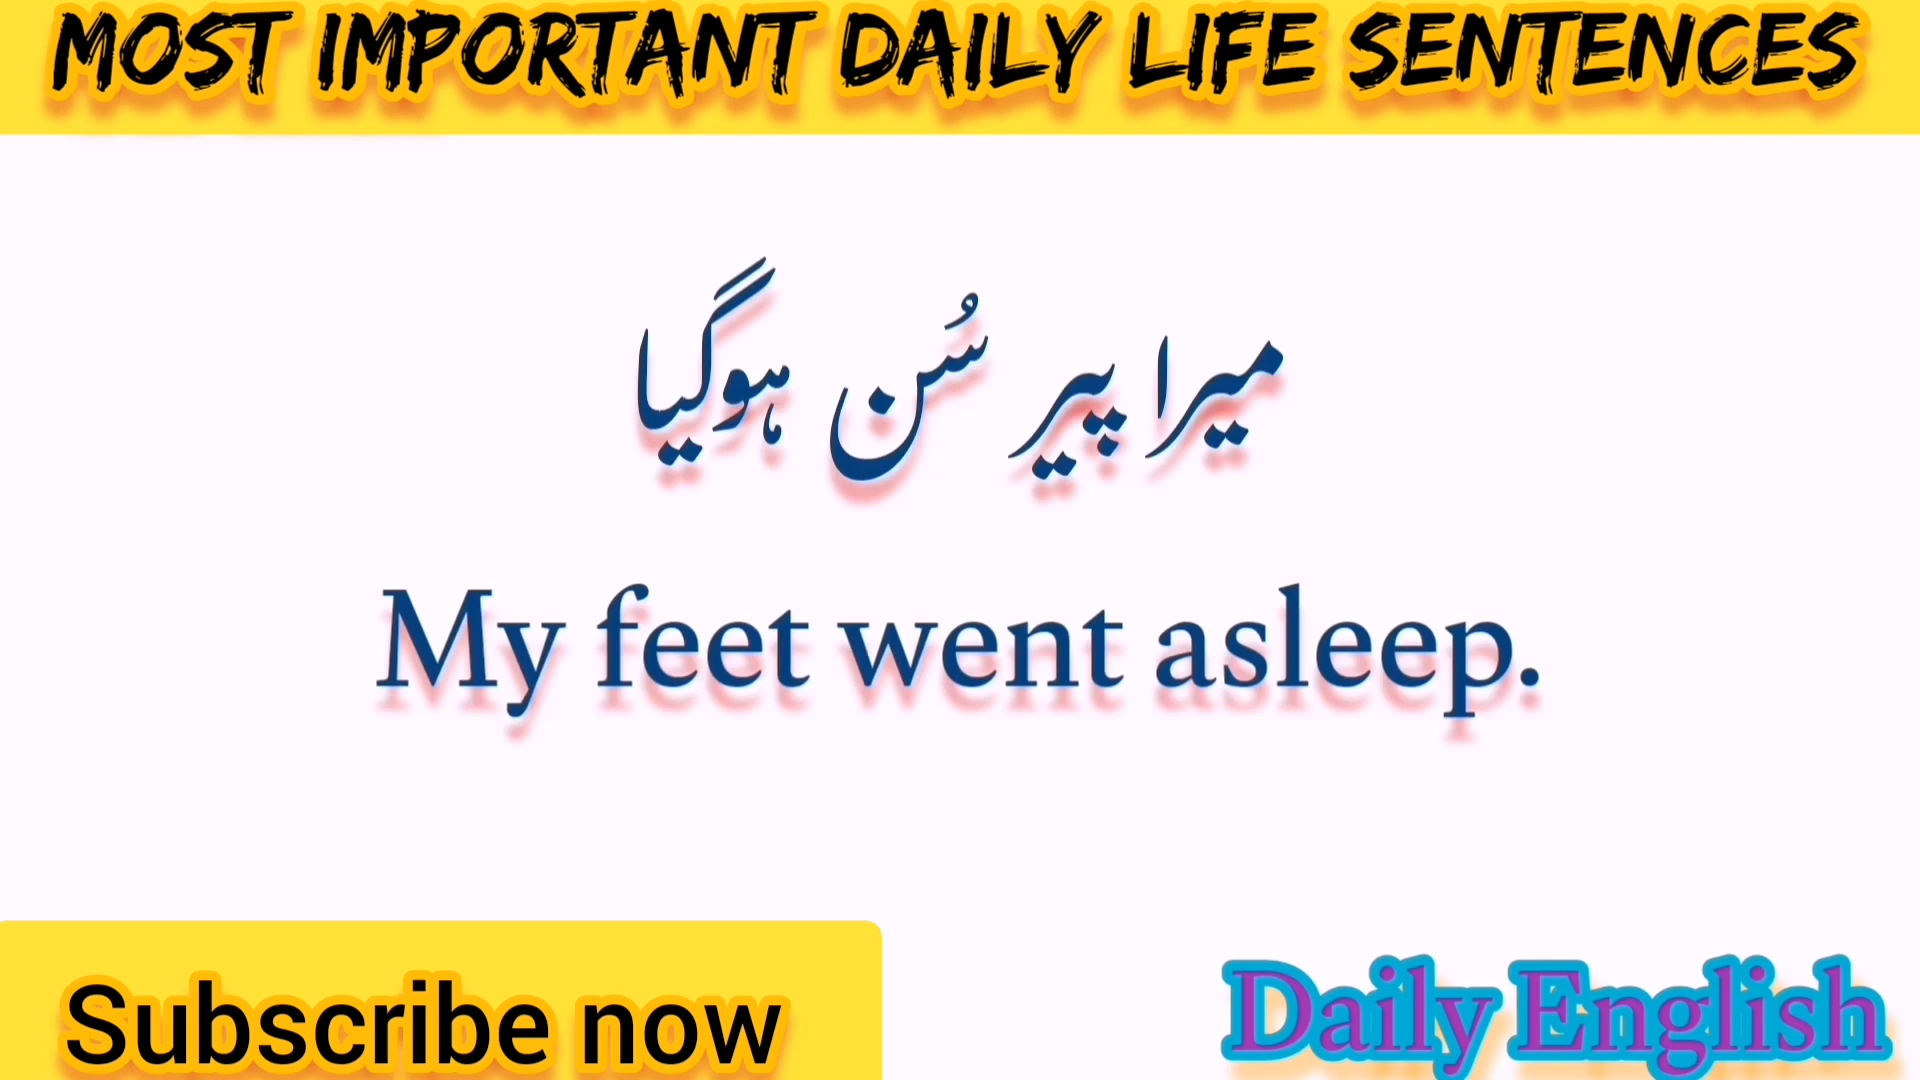 MOST IMPORTANT DAILY LIFE SENTENCES
میرا پیر سُن ہوگیا
My feet went asleep.
Subscribe now
Daily English